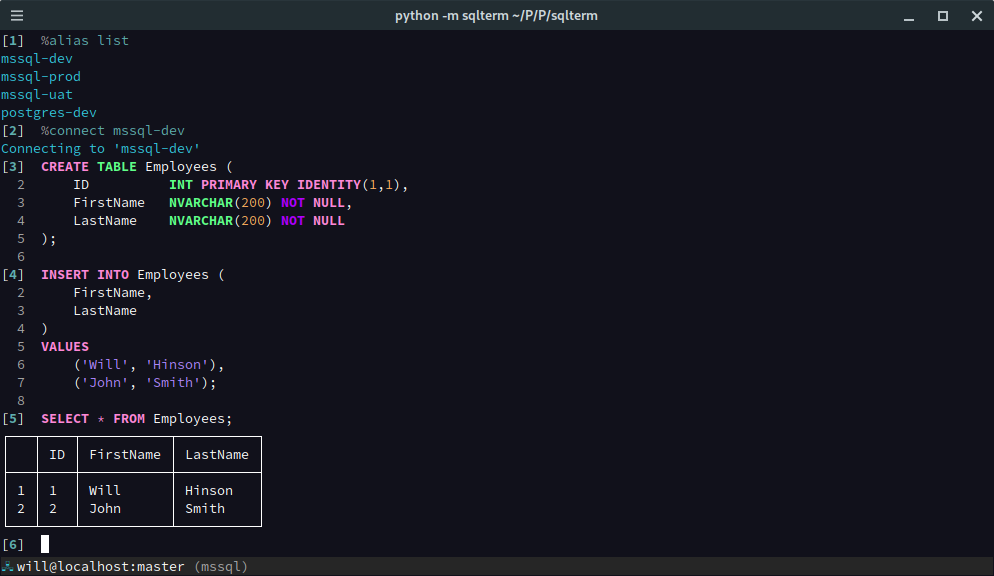 python -m sqlterm ~/P/P/sqlterm
[1]  %alias list
mssql-dev
mssql-prod
mssql-uat
postgres-dev
[2]  %connect mssql-dev
Connecting to 'mssql-dev'
[3]  CREATE TABLE Employees (
  2      ID          INT PRIMARY KEY IDENTITY(1,1),
  3      FirstName   NVARCHAR(200) NOT NULL,
  4      LastName    NVARCHAR(200) NOT NULL
  5  );
  6
[4]  INSERT INTO Employees (
  2      FirstName,
  3      LastName
  4  )
  5  VALUES
  6      ('Will', 'Hinson'),
  7      ('John', 'Smith');
  8
[5]  SELECT * FROM Employees;
ID FirstName LastName
1 1 Will Hinson
2 2 John Smith
[6]
will@localhost:master (mssql)